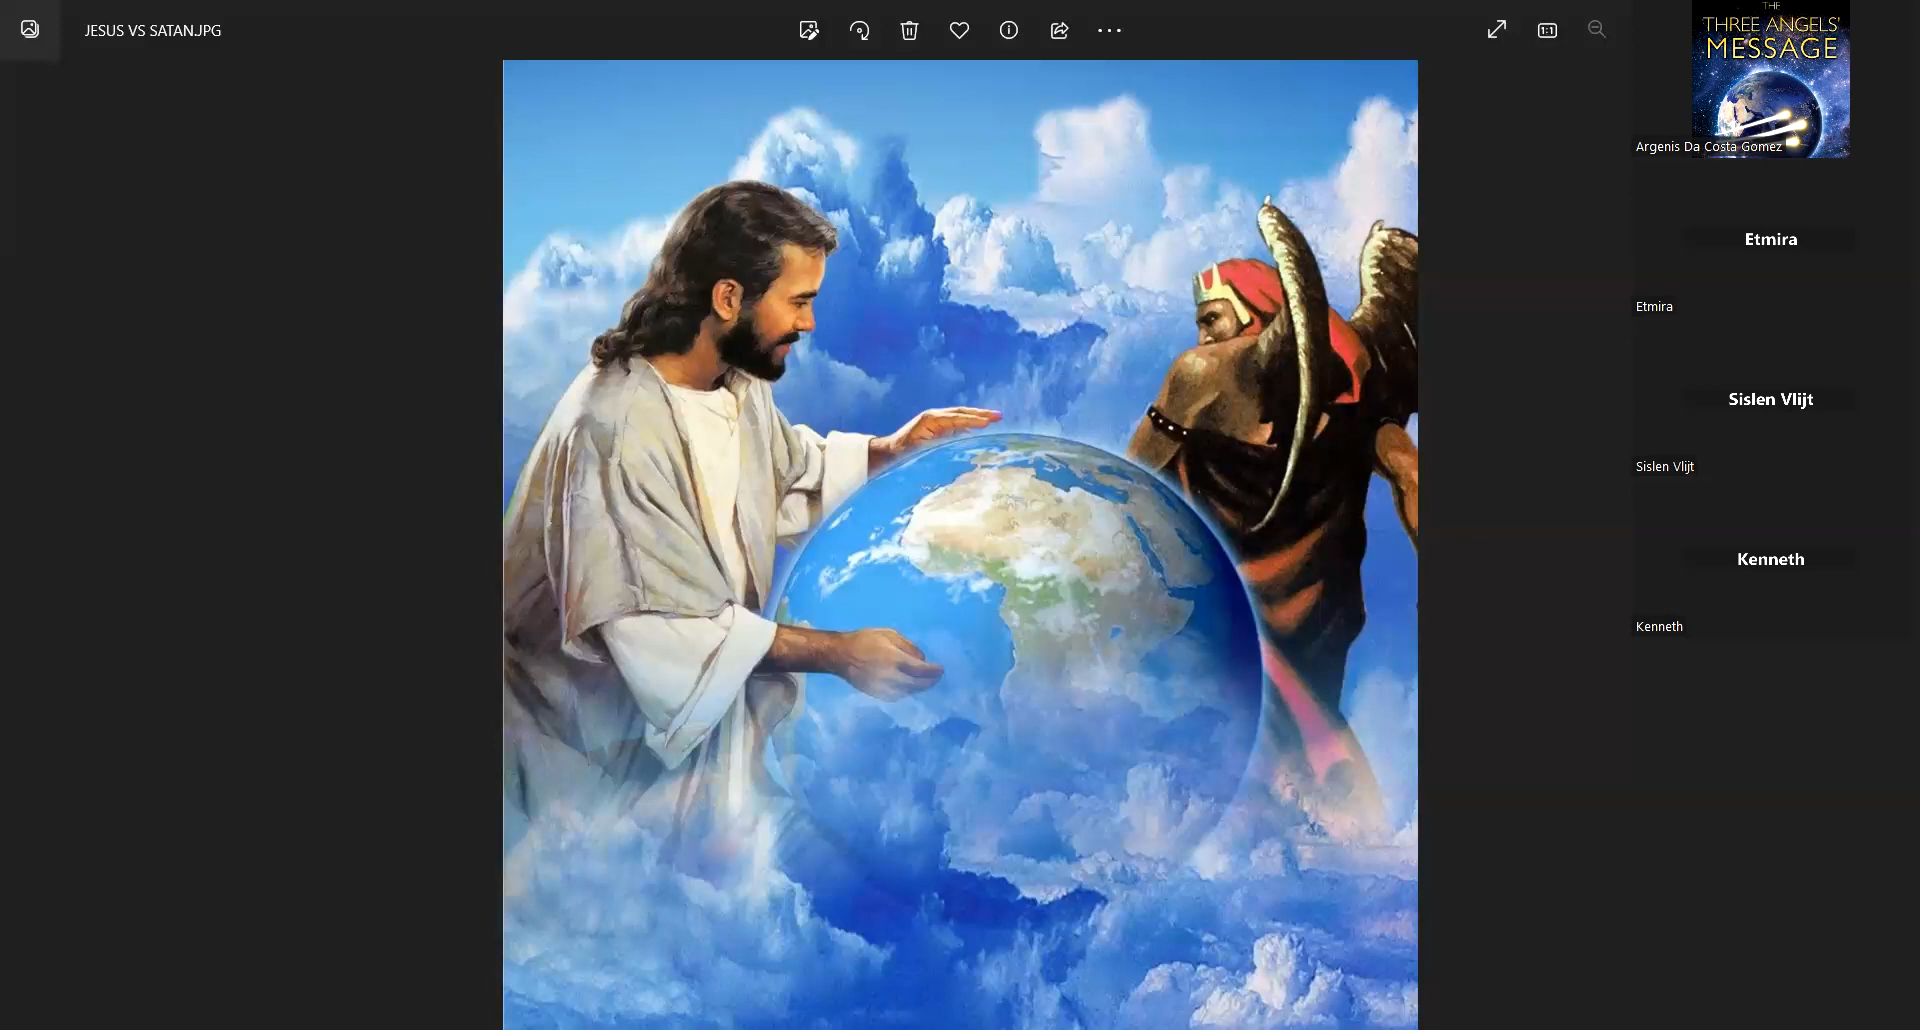 JESUS VS SATAN.JPG
THE
THREE ANGELS'
MESSAGE
Argenis Da Costa Gomez
Etmira
Etmira
Sislen Vlijt
Sislen Vlijt
Kenneth
Kenneth